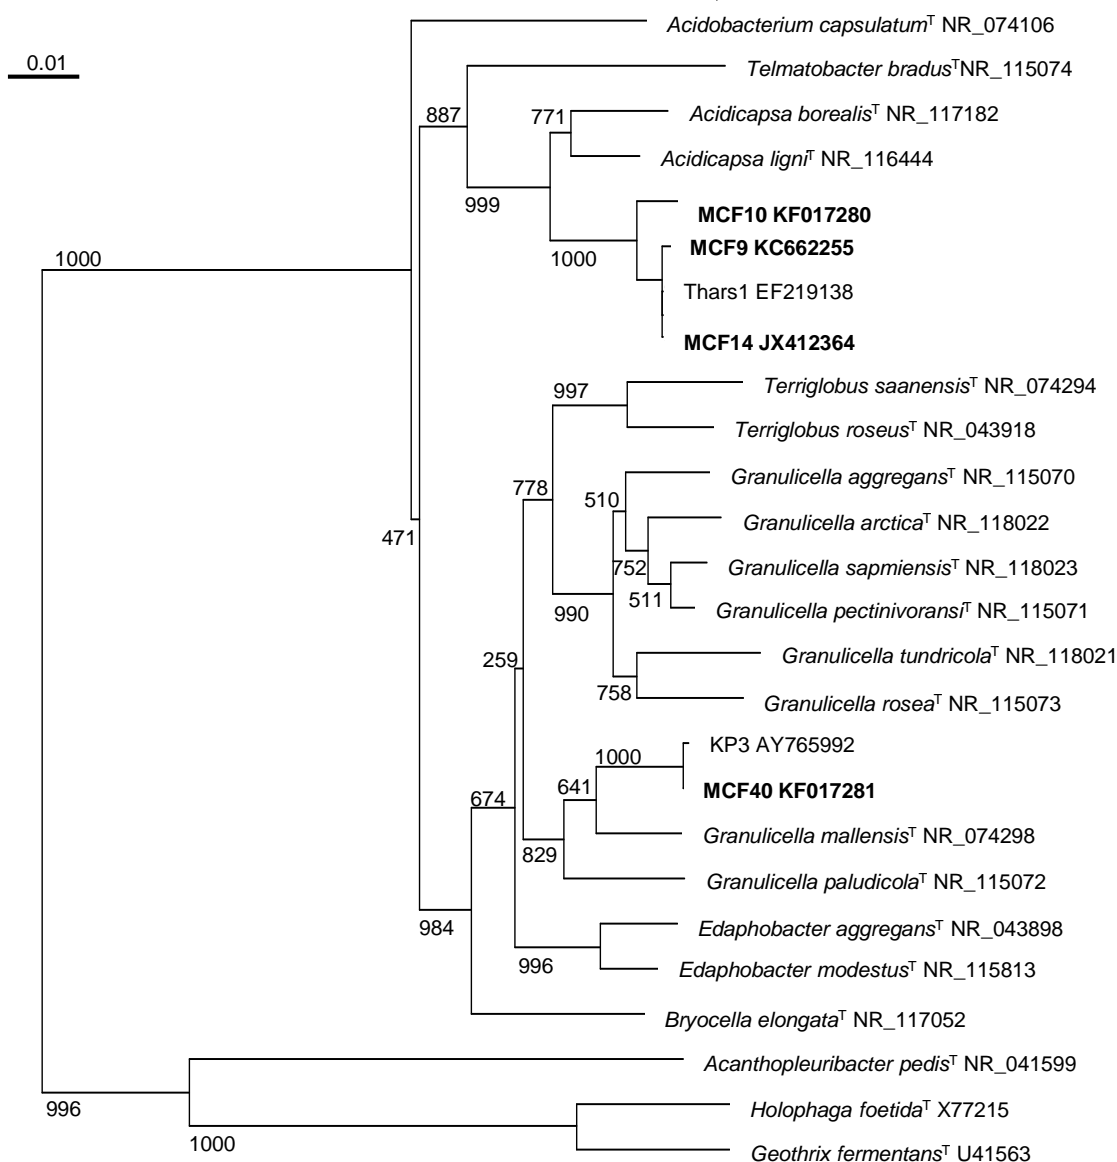 Acidobacterium capsulatumᵀ NR_074106
0.01
Telmatobacter bradusᵀNR_115074
887
771
Acidicapsa borealisᵀ NR_117182
Acidicapsa ligniᵀ NR_116444
999
MCF10 KF017280
1000
1000
MCF9 KC662255
Thars1 EF219138
MCF14 JX412364
997
Terriglobus saanensisᵀ NR_074294
Terriglobus roseusᵀ NR_043918
778
510
Granulicella aggregansᵀ NR_115070
471
Granulicella arcticaᵀ NR_118022
752
Granulicella sapmiensisᵀ NR_118023
511
990
Granulicella pectinivoransiᵀ NR_115071
259
Granulicella tundricolaᵀ NR_118021
758
Granulicella roseaᵀ NR_115073
KP3 AY765992
1000
641
MCF40 KF017281
674
Granulicella mallensisᵀ NR_074298
829
Granulicella paludicolaᵀ NR_115072
984
Edaphobacter aggregansᵀ NR_043898
996
Edaphobacter modestusᵀ NR_115813
Bryocella elongataᵀ NR_117052
Acanthopleuribacter pedisᵀ NR_041599
996
Holophaga foetidaᵀ X77215
1000
Geothrix fermentansᵀ U41563